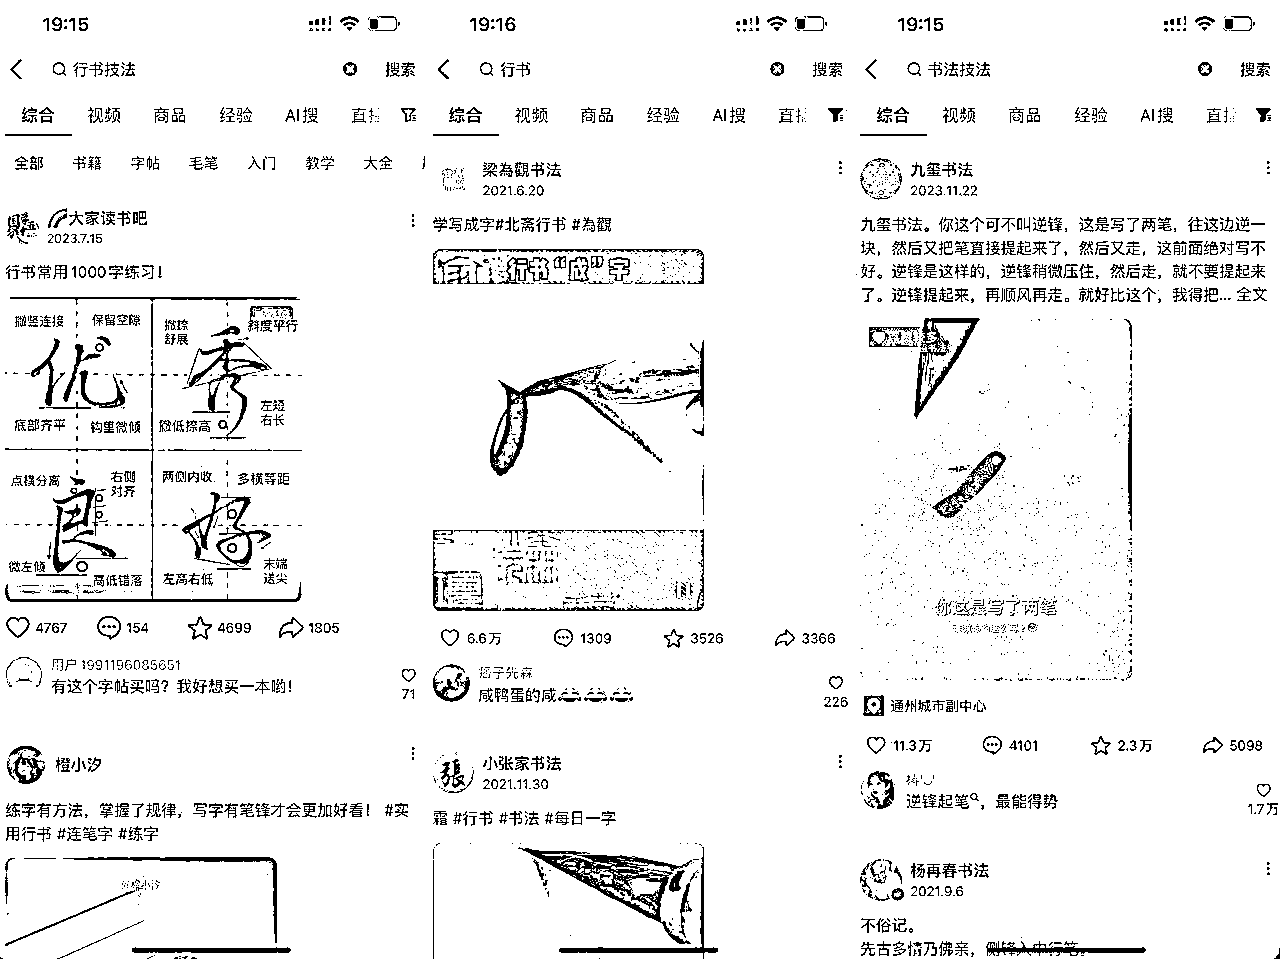 19:15
行书技法
搜索
综合 视频 商品 经验 AI搜
全部 书籍 字帖 毛笔 入门 教学 大全
大家读书吧
2023.7.15
行书常用1000字练习!
撇竖连接 保留空隙
优
底部齐平 钩里微倾
撇捺舒展
斜度平行
秀
撇低捺高
左短右长
点横分离
右侧对齐
良
微左倾
高低错落
两侧内收 多横等距
好
左高右低
末端送尖
4767 154 4699 1805
用户1991196085651
有这个字帖买吗？我好想买一本哟!
71
橙小汐
练字有方法，掌握了规律，写字有笔锋才会更加好看! #实
用行书 #连笔字 #练字
19:16
行书
搜索
综合 视频 商品 经验 AI搜
梁為觀书法
2021.6.20
学写成字#北斋行书 #為觀
行书“成”字
6.6万 1309 3526 3366
摇子先森
咸鸭蛋的咸
226
小张家书法
2021.11.30
張
霜 #行书 #书法 #每日一字
19:15
书法技法
搜索
综合 视频 商品 经验 AI搜
九玺书法
2023.11.22
九玺书法。你这个可不叫逆锋，这是写了两笔，往这边逆一
块，然后又把笔直接提起来了，然后又走，这前面绝对写不
好。逆锋是这样的，逆锋稍微压住，然后走，就不要提起来
了。逆锋提起来，再顺风再走。就好比这个，我得把... 全文
你这是写了两笔
通州城市副中心
11.3万 4101 2.3万 5098
逆锋起笔，最能得势
1.7万
杨再春书法
2021.9.6
不俗记。
先古多情乃佛亲，侧锋入中行笔。